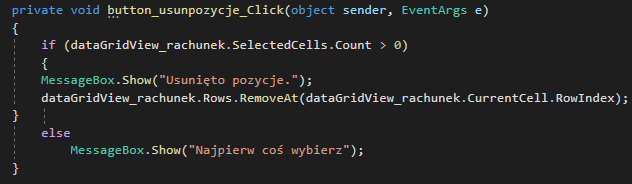 private void button_usunpozycje_Click(object sender, EventArgs e)
{
if (dataGridView_rachunek.SelectedCells.Count > 0)
{
MessageBox.Show("Usunięto pozycje.");
dataGridView_rachunek.Rows.RemoveAt(dataGridView_rachunek.CurrentCell.RowIndex);
}
else
MessageBox.Show("Najpierw coś wybierz");
}